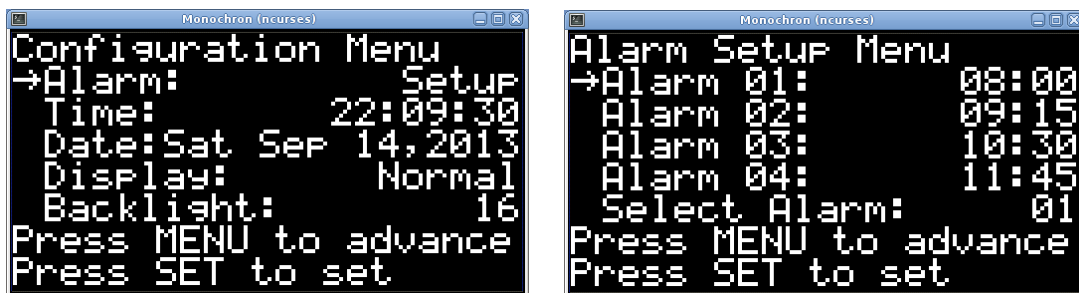 Monochron (ncurses)
Configuration Menu
→Alarm: Setup
Time: 22:09:30
Date:Sat Sep 14,2013
Display: Normal
Backlight: 16
Press MENU to advance
Press SET to set
Monochron (ncurses)
Alarm Setup Menu
→Alarm 01: 08:00
Alarm 02: 09:15
Alarm 03: 10:30
Alarm 04: 11:45
Select Alarm: 01
Press MENU to advance
Press SET to set